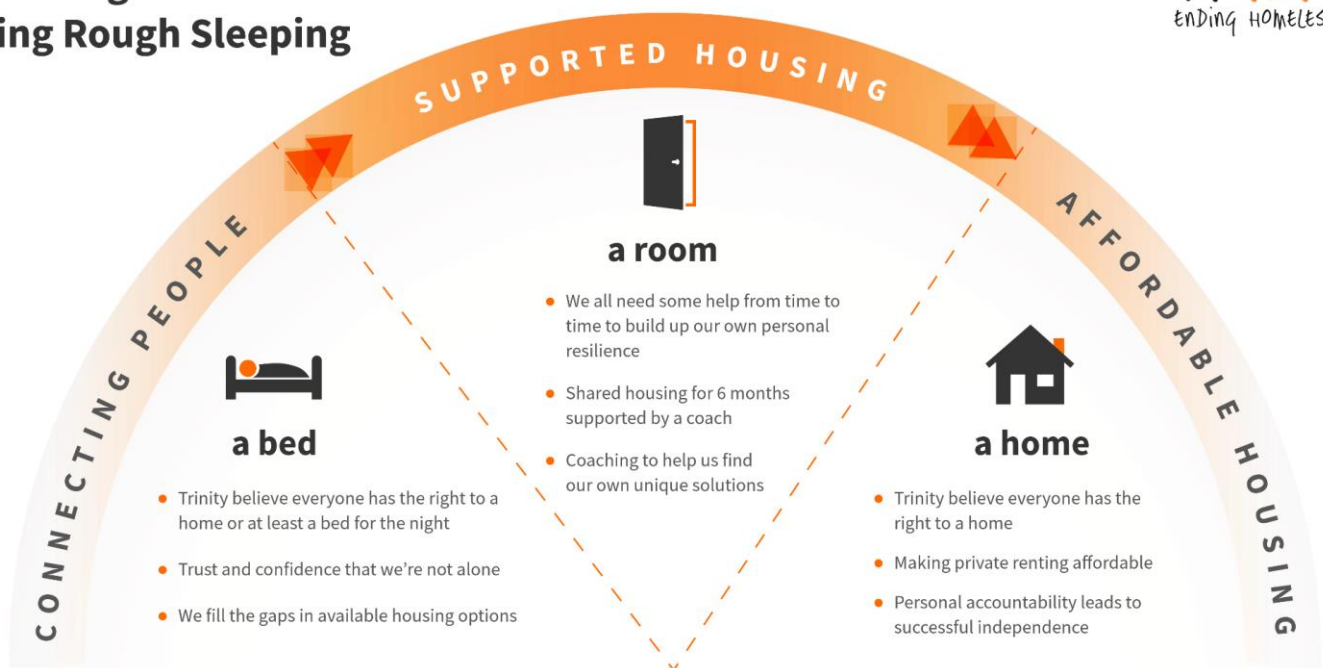 ing Rough Sleeping
ENDING HOMELES
SUPPORTED HOUSING
CONNECTING PEOPLE
AFFORDABLE HOUSING
a bed
• Trinity believe everyone has the right to a
home or at least a bed for the night
• Trust and confidence that we're not alone
• We fill the gaps in available housing options
a room
• We all need some help from time to
time to build up our own personal
resilience
• Shared housing for 6 months
supported by a coach
• Coaching to help us find
our own unique solutions
a home
• Trinity believe everyone has the
right to a home
• Making private renting affordable
• Personal accountability leads to
successful independence